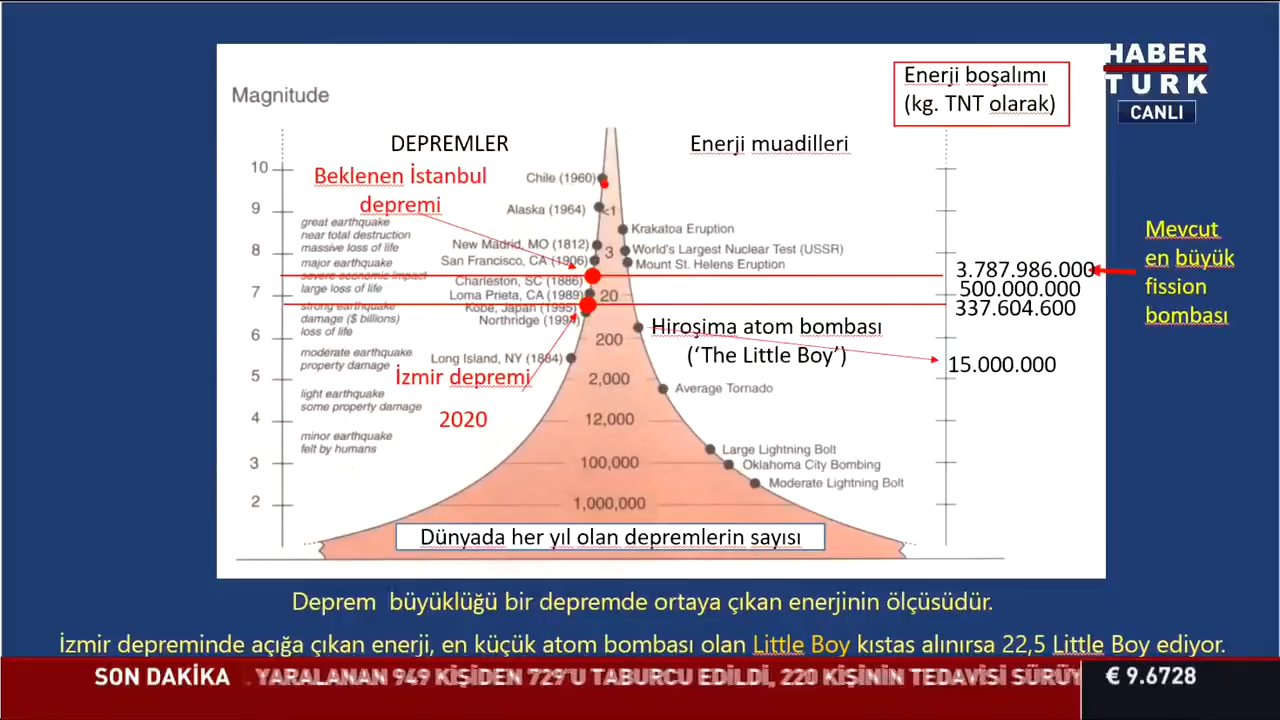 HABER
TURK
CANLI
Magnitude
Enerji boşalımı
(kg. TNT olarak)
DEPREMLER
Enerji muadilleri
Beklenen İstanbul
depremi
10
9
8
7
6
5
4
3
2
great earthquake
near total destruction
massive loss of life
major earthquake
severe economic impact
large loss of life
strong earthquake
damage ($ billions)
loss of life
moderate earthquake
property damage
light earthquake
some property damage
minor earthquake
felt by humans
Chile (1960)
Alaska (1964)
New Madrid, MO (1812)
San Francisco, CA (1906)
Charleston, SC (1886)
Loma Prieta, CA (1989)
Kobe, Japan (1995)
Northridge (1994)
Long Island, NY (1884)
İzmir depremi
2020
<1
3
20
200
2,000
12,000
100,000
1,000,000
Krakatoa Eruption
World's Largest Nuclear Test (USSR)
Mount St. Helens Eruption
Hiroşima atom bombası
('The Little Boy')
Average Tornado
Large Lightning Bolt
Oklahoma City Bombing
Moderate Lightning Bolt
3.787.986.000
500.000.000
337.604.600
15.000.000
Mevcut
en büyük
fission
bombası
Dünyada her yıl olan depremlerin sayısı
Deprem büyüklüğü bir depremde ortaya çıkan enerjinin ölçüsüdür.
İzmir depreminde açığa çıkan enerji, en küçük atom bombası olan Little Boy kıstas alınırsa 22,5 Little Boy ediyor.
SON DAKİKA . YARALANAN 949 KİŞİDEN 729'U TABURCU EDİLDİ, 220 KİŞİNİN TEDAVİSİ SÜRÜY
€ 9.6728